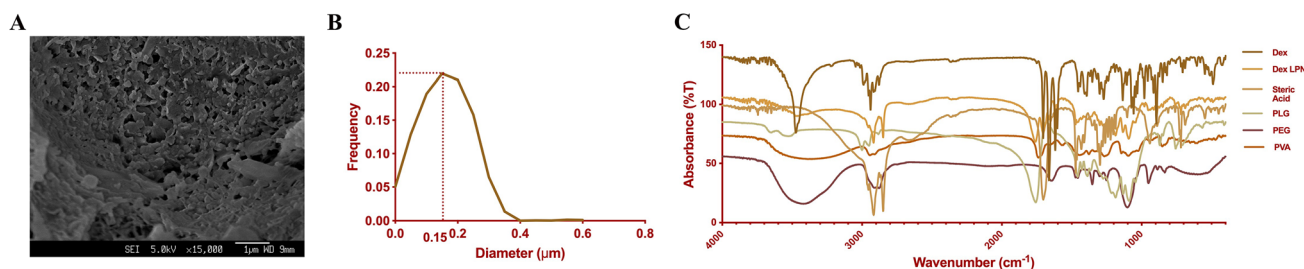 A
SEI 5.0kV ×15,000 1μm WD 9mm
B
Frequency
0.25
0.20
0.15
0.10
0.05
0.00
0.0
0.15
0.2
0.4
0.6
0.8
Diameter (μm)
C
Absorbance (%T)
150
100
50
0
4000
3000
2000
1000
Wavenumber (cm⁻¹)
Dex
Dex LPN
Steric
Acid
PLG
PEG
PVA